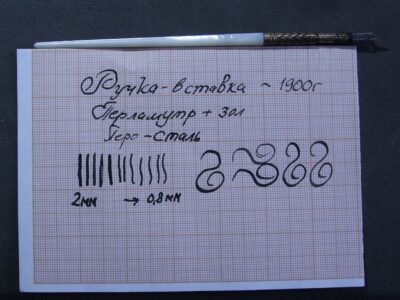 Ручка-вставка ~ 1900г
Перламутр + зол
Перо - сталь
2мм → 0,8мм